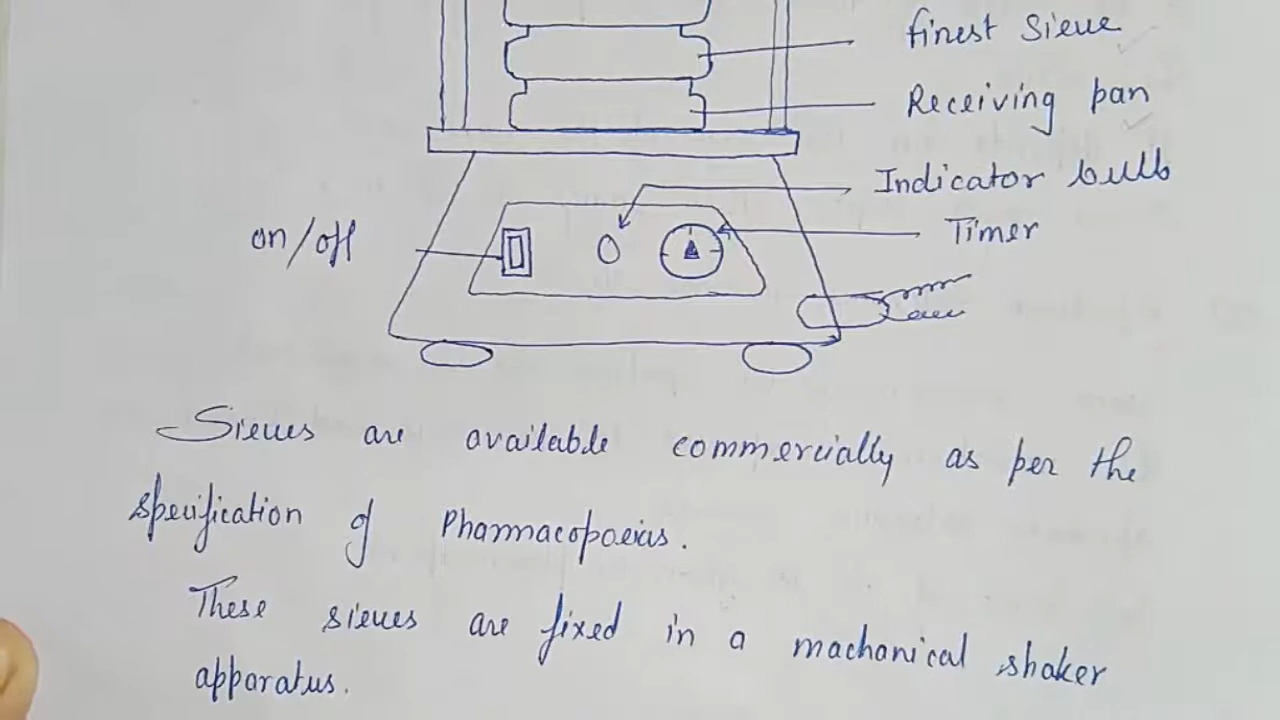 finest sieve
Receiving pan
Indicator bulb
Timer
on/off
Sieves are available commercially as per the
specification of Pharmacopoeias.
These sieves are fixed in a machanical shaker
apparatus.